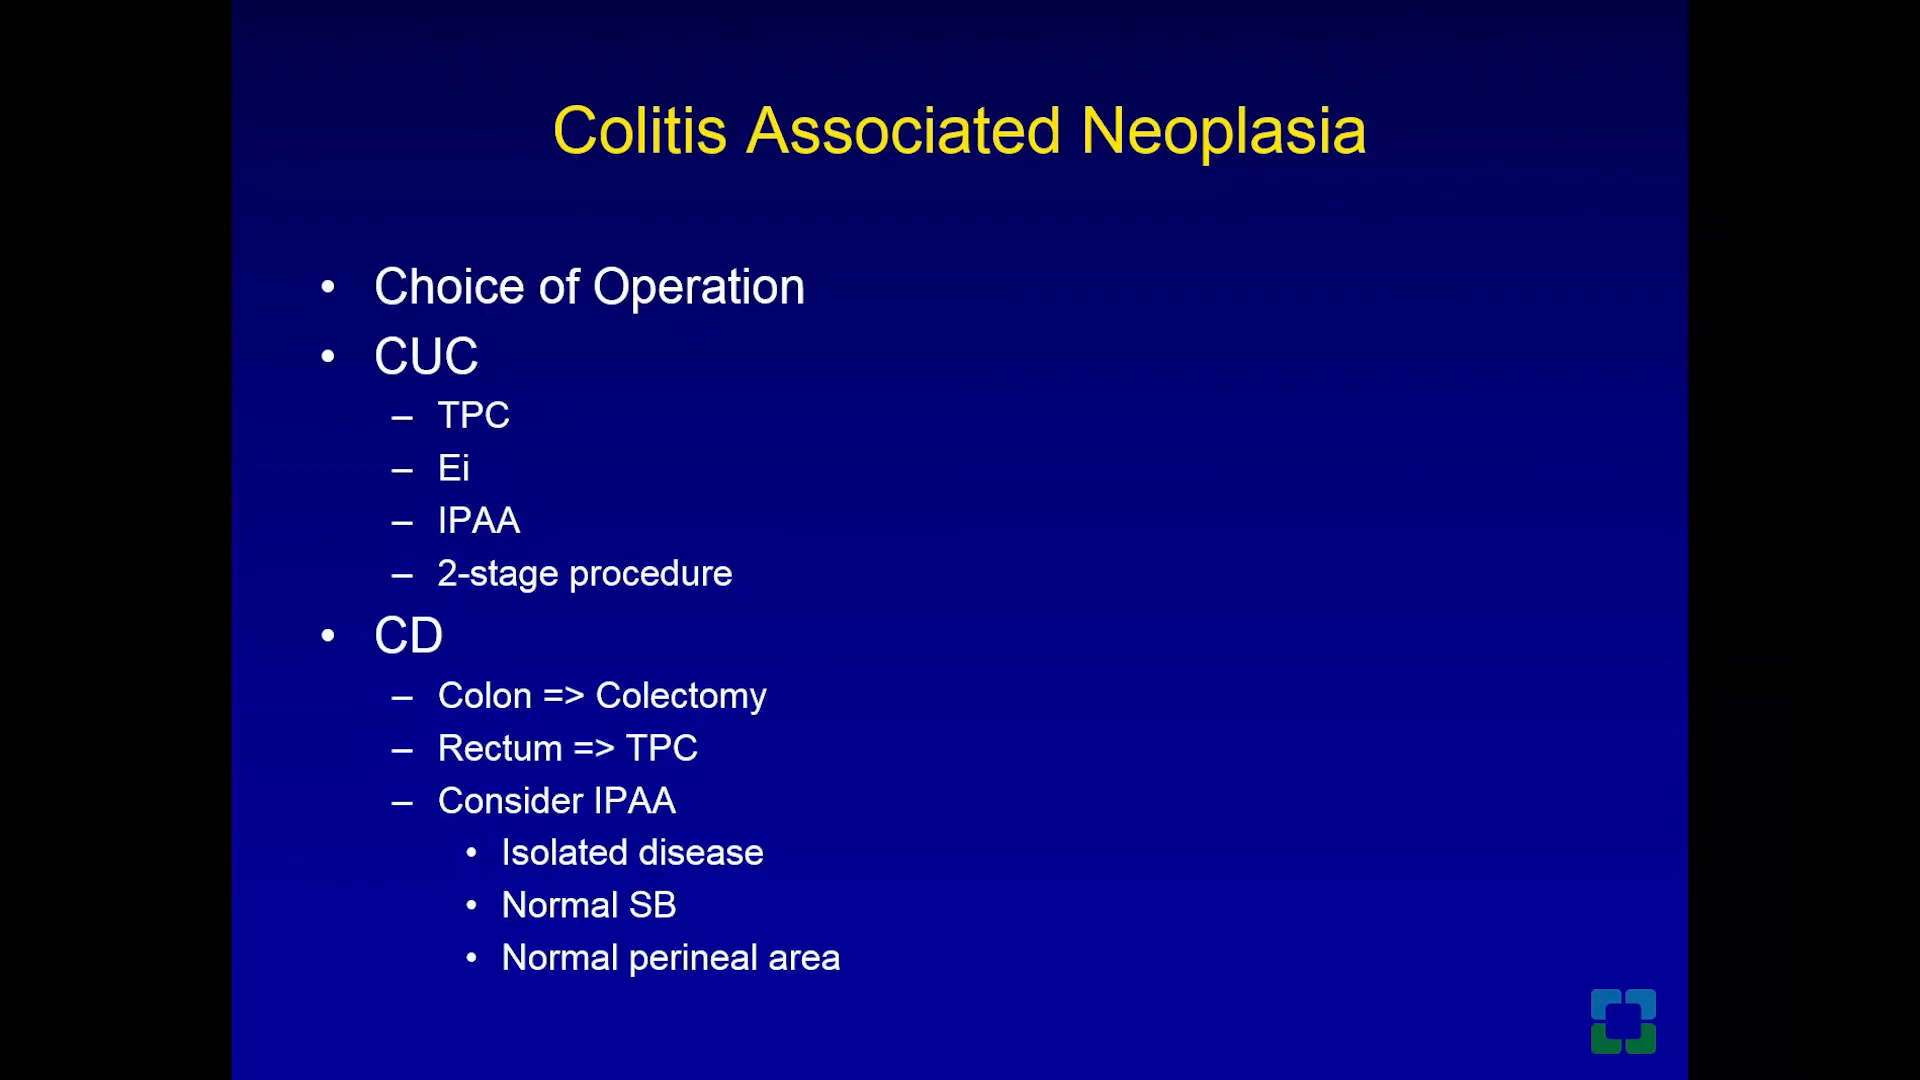 Colitis Associated Neoplasia
• Choice of Operation
• CUC
– TPC
– Ei
– IPAA
– 2-stage procedure
• CD
– Colon => Colectomy
– Rectum => TPC
– Consider IPAA
• Isolated disease
• Normal SB
• Normal perineal area